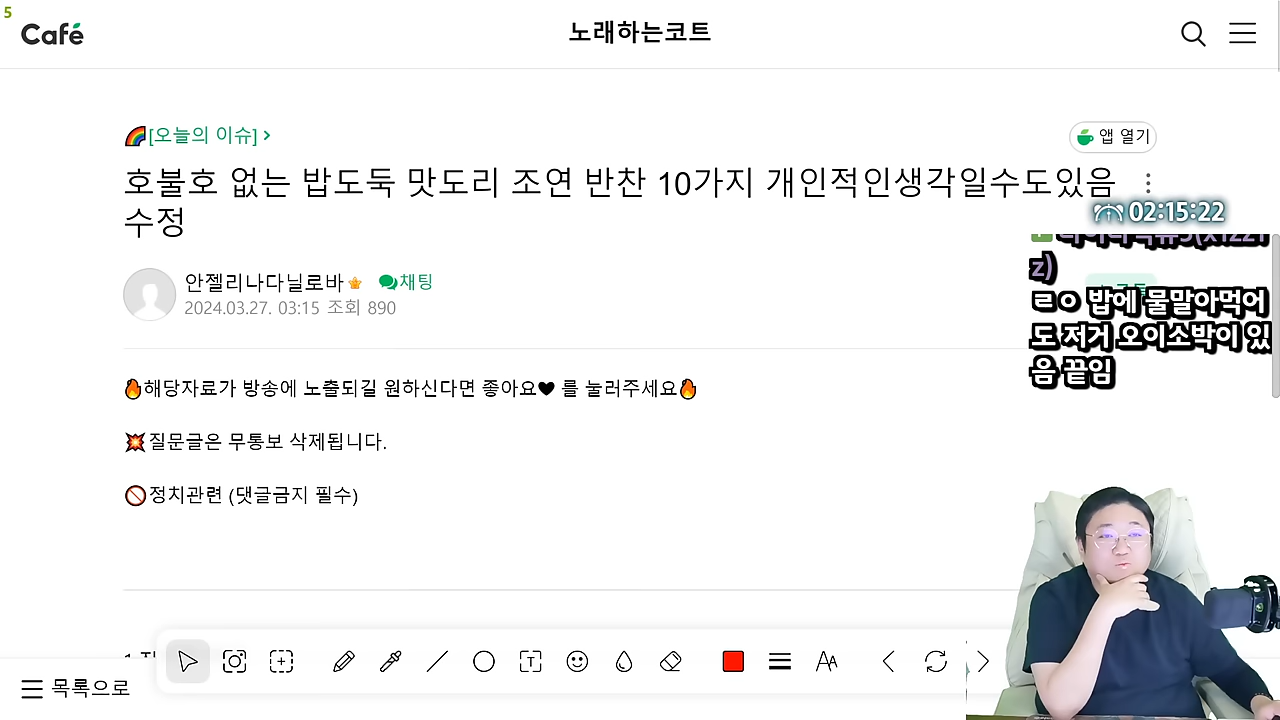 5
Café
노래하는코트
🌈[오늘의 이슈] >
앱 열기
호불호 없는 밥도둑 맛도리 조연 반찬 10가지 개인적인생각일수도있음
수정
02:15:22
안젤리나다닐로바 채팅
2024.03.27. 03:15 조회 890
z)
ㄹㅇ 밥에 물말아먹어
도 저거 오이소박이 있
음 끝임
🔥해당자료가 방송에 노출되길 원하신다면 좋아요🖤 를 눌러주세요🔥
💥질문글은 무통보 삭제됩니다.
🚫정치관련 (댓글금지 필수)
목록으로